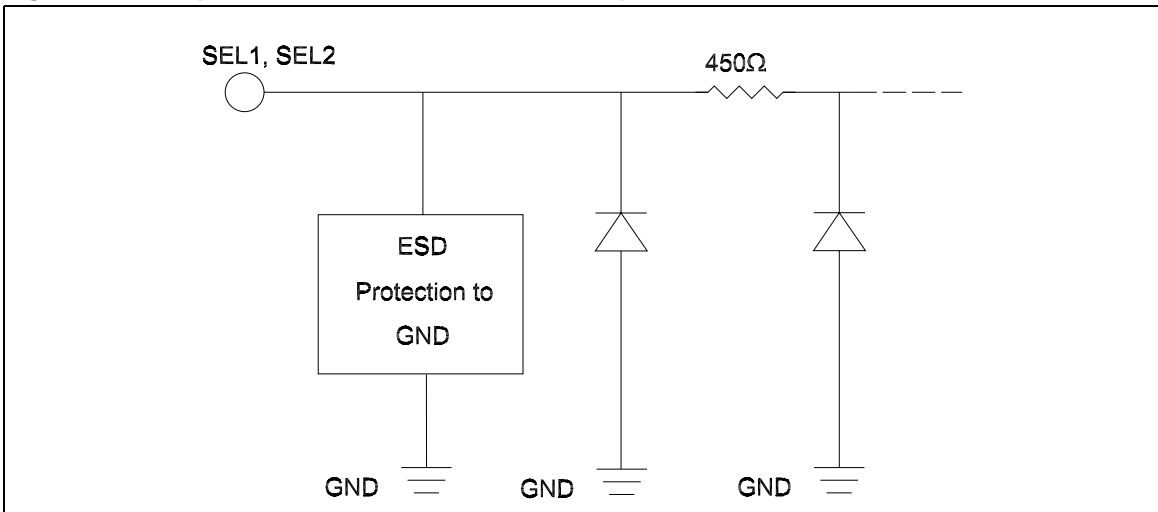 SEL1, SEL2
450Ω
ESD
Protection to
GND
GND
GND
GND